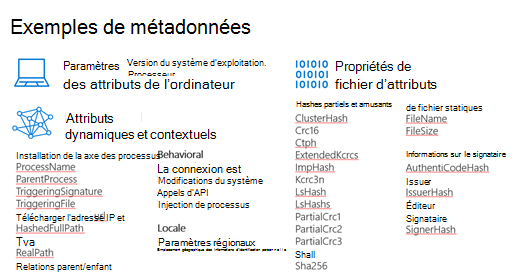 Exemples de métadonnées
Paramètres
Version du système d'exploitation.
Processeur
des attributs de l'ordinateur
Attributs
dynamiques et contextuels
Installation de la axe des processus
ProcessName
ParentProcess
TriggeringSignature
TriggeringFile
Télécharger l'adresse IP et
HashedFullPath
Tva
RealPath
Relations parent/enfant
Behavioral
La connexion est
Modifications du système
Appels d'API
Injection de processus
Locale
Paramètres régionaux
010101
010101
101010
Propriétés de
fichier d'attributs
Hashes partiels et amusants
ClusterHash
Crc16
Ctph
ExtendedKcrcs
ImpHash
Kcrc3n
LsHash
LsHashs
PartialCrc1
PartialCrc2
PartialCrc3
Shall
Sha256
de fichier statiques
FileName
FileSize
Informations sur le signataire
AuthentiCodeHash
Issuer
IssuerHash
Éditeur
Signataire
SignerHash